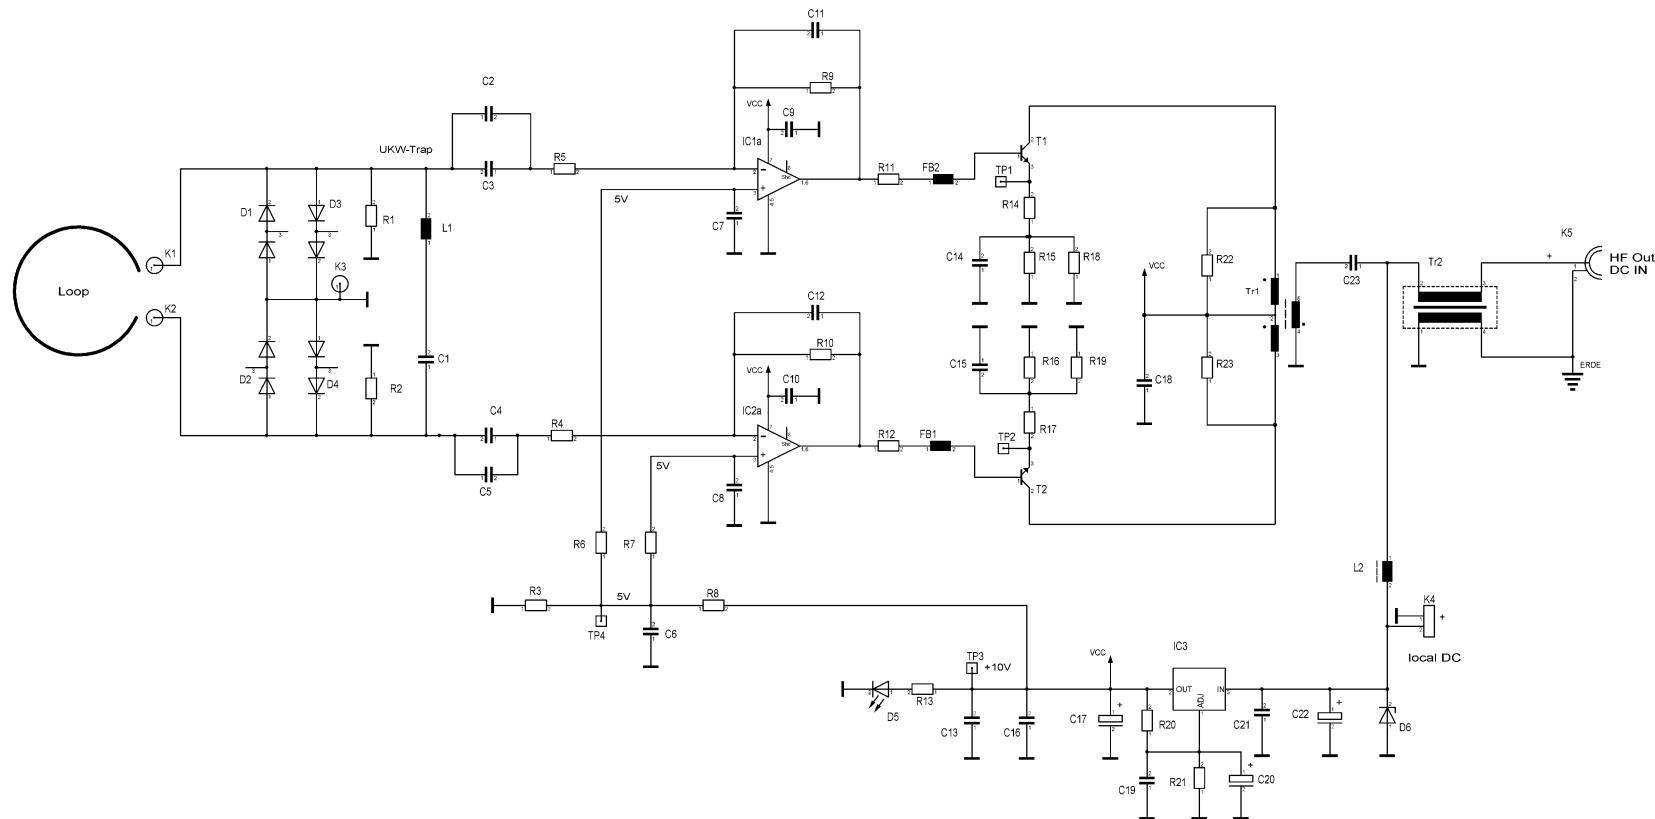 C11
R9
C2
VCC
C9
IC1a
T1
UKW-Trap
R5
R11
FB2
TP1
C3
She
5V
R14
D1
D3
R1
L1
C7
K5
K1
K3
C14
R15
R18
VCC
R22
Tr2
HF Out
DC IN
Loop
C23
Tr1
K2
C12
C1
R10
C15
R16
R19
R23
ERDE
D2
D4
R2
VCC
C10
C18
C4
IC2a
R4
R12
FB1
R17
TP2
She
5V
C5
C8
T2
R6
R7
L2
R3
5V
R8
K4
TP4
C6
local DC
TP3
+10V
VCC
IC3
OUT
IN
ADJ
R13
D5
C17
R20
C21
C22
D6
C13
C16
C19
R21
C20